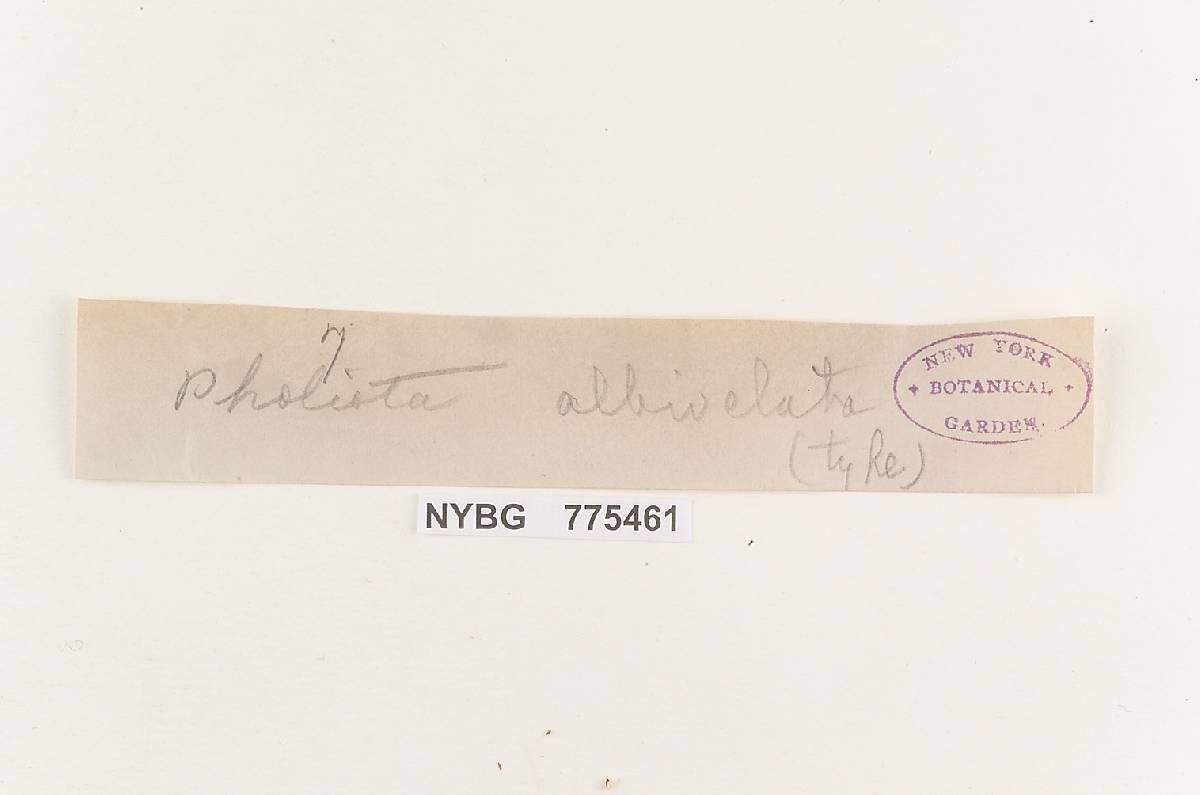 7
Pholiota albivelata
(type)
NEW YORK
+ BOTANICAL +
GARDEN
NYBG 775461